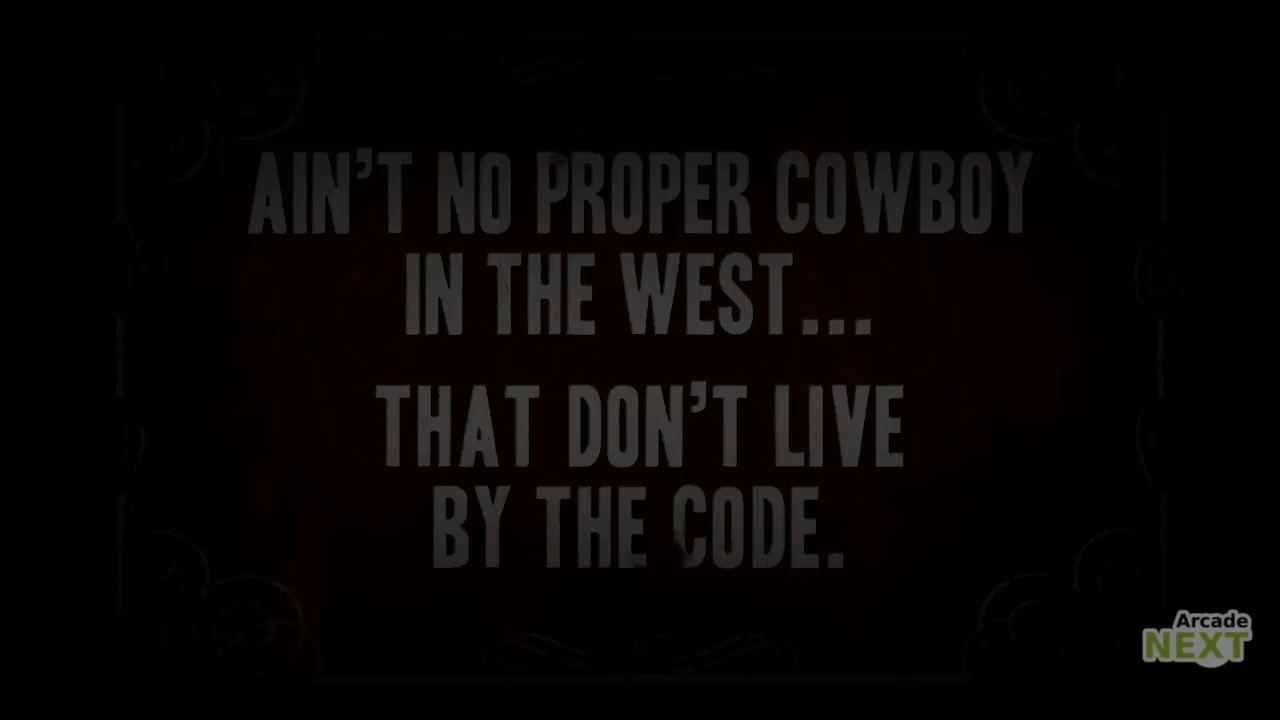 AIN'T NO PROPER COWBOY
IN THE WEST...
THAT DON'T LIVE
BY THE CODE.
Arcade
NEXT